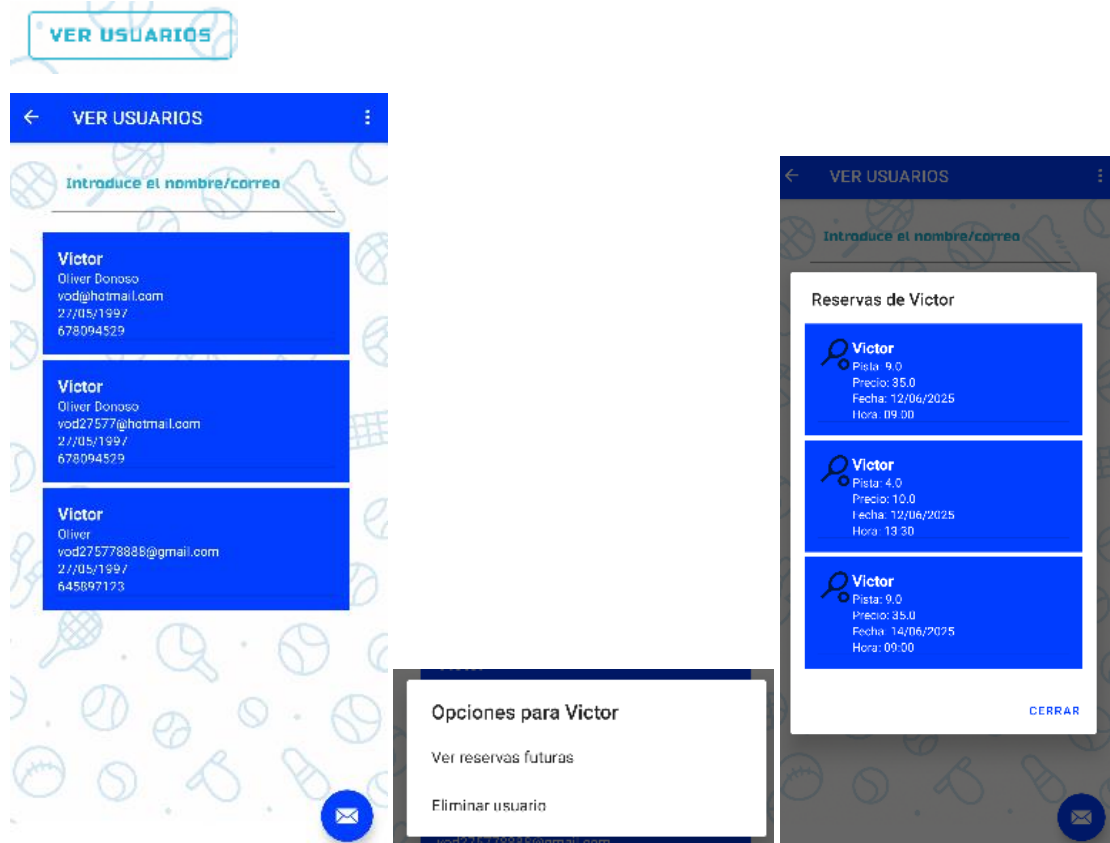 VER USUARIOS
VER USUARIOS
Introduce el nombre/correo
Victor
Oliver Donoso
vod@hotmail.com
27/05/1997
678094529
Victor
Oliver Donoso
vod27577@hotmail.com
27/05/1997
678094529
Victor
Oliver
vod275778888@gmail.com
27/05/1997
645897123
Opciones para Victor
Ver reservas futuras
Eliminar usuario
vod275778888@gmail.com
VER USUARIOS
Introduce el nombre/correo
Reservas de Victor
Victor
Pista: 9.0
Precio: 35.0
Fecha: 12/06/2025
Hora: 09:00
Victor
Pista: 4.0
Precio: 10.0
Fecha: 12/06/2025
Hora: 13:30
Victor
Pista: 9.0
Precio: 35.0
Fecha: 14/06/2025
Hora: 09:00
CERRAR